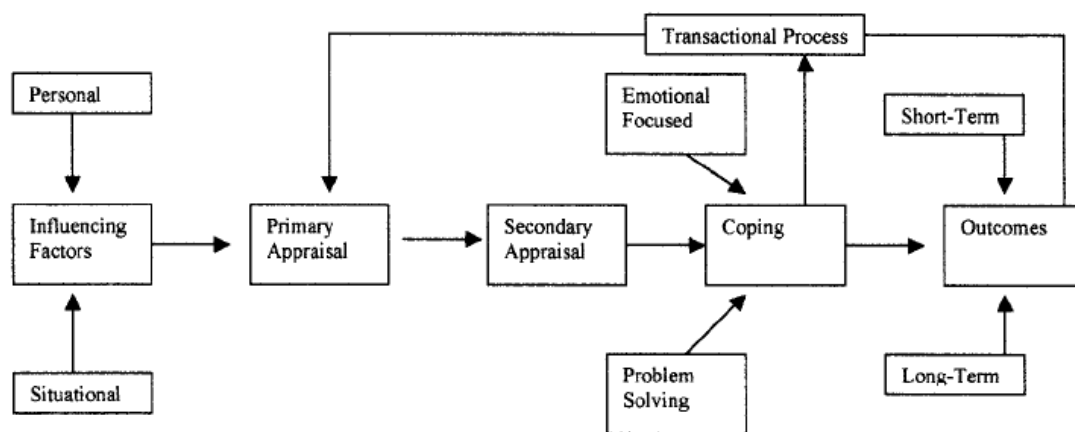 Transactional Process
Personal
Emotional
Focused
Short-Term
Influencing
Factors
Primary
Appraisal
Secondary
Appraisal
Coping
Outcomes
Situational
Problem
Solving
Long-Term